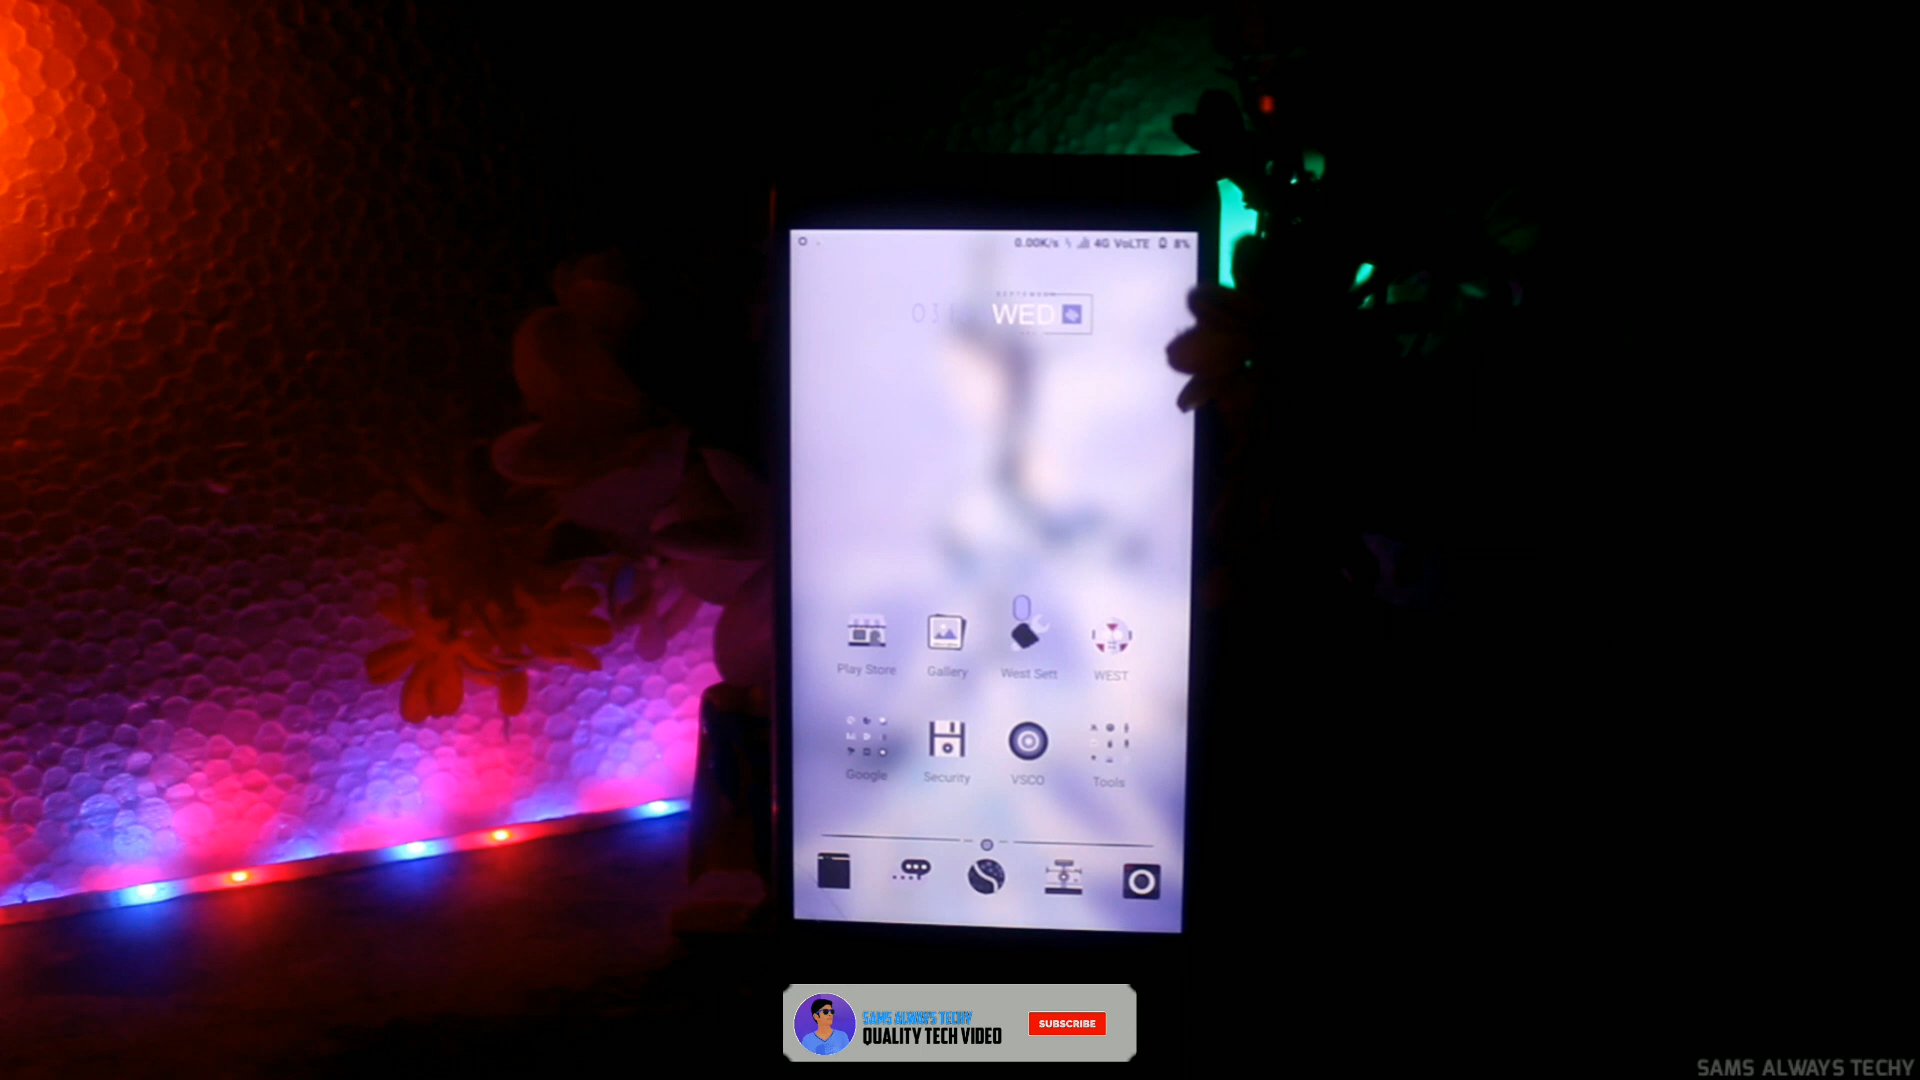 0.00K/s 4G VoLTE 8%
WED
Play Store
Gallery
West Sett
WEST
Google
Security
VSCO
Tools
SAMS ALWAYS TECHY
QUALITY TECH VIDEO
SUBSCRIBE
SAMS ALWAYS TECHY